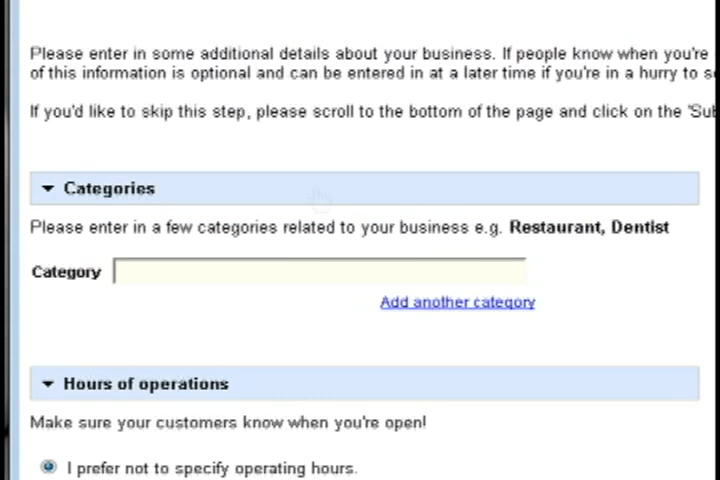 Please enter in some additional details about your business. If people know when you're
of this information is optional and can be entered in at a later time if you're in a hurry to s
If you'd like to skip this step, please scroll to the bottom of the page and click on the 'Sub
Categories
Please enter in a few categories related to your business e.g. Restaurant, Dentist
Category
Add another category
Hours of operations
Make sure your customers know when you're open!
I prefer not to specify operating hours.